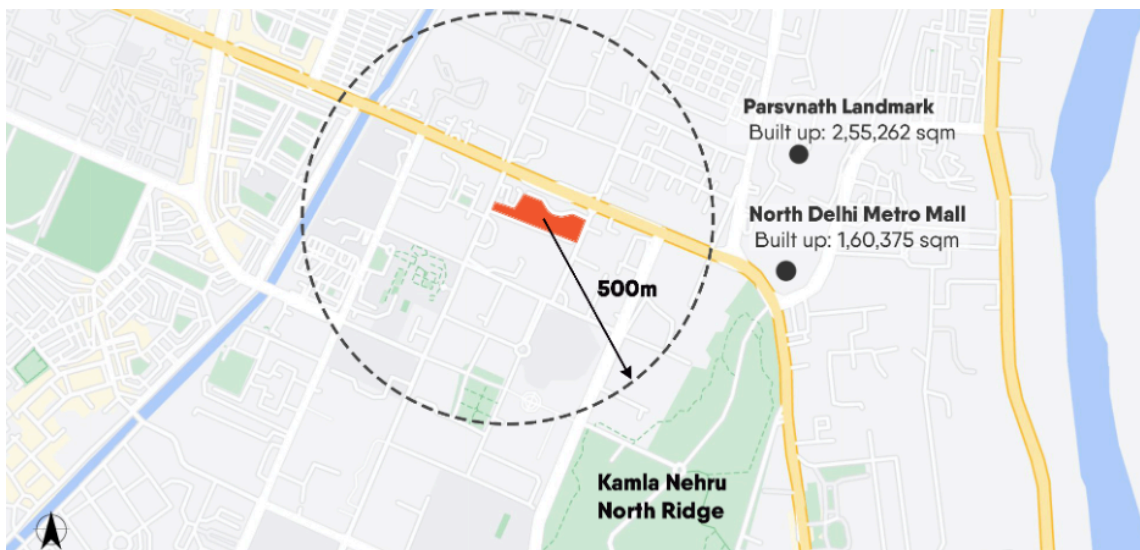 Parsvnath Landmark
Built up: 2,55,262 sqm
North Delhi Metro Mall
Built up: 1,60,375 sqm
500m
Kamla Nehru
North Ridge